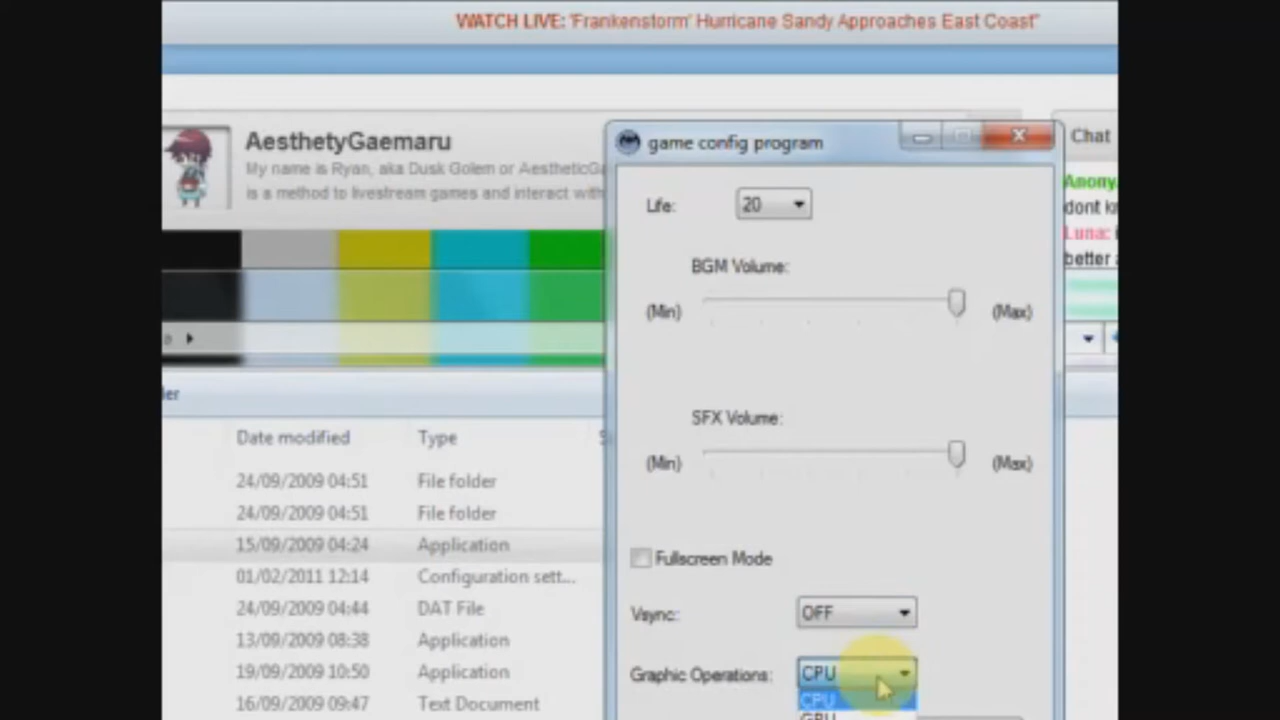 WATCH LIVE: 'Frankenstorm' Hurricane Sandy Approaches East Coast"
AesthetyGaemaru
My name is Ryan, aka Dusk Golem or AestheticGa
is a method to livestream games and interact with
game config program
Chat
Anony
dont kn
Luna: i
better a
Life: 20
BGM Volume:
(Min) (Max)
SFX Volume:
(Min) (Max)
Fullscreen Mode
Vsync: OFF
Graphic Operations: CPU
CPU
GPU
der
Date modified Type S
24/09/2009 04:51 File folder
24/09/2009 04:51 File folder
15/09/2009 04:24 Application
01/02/2011 12:14 Configuration sett...
24/09/2009 04:44 DAT File
13/09/2009 08:38 Application
19/09/2009 10:50 Application
16/09/2009 09:47 Text Document